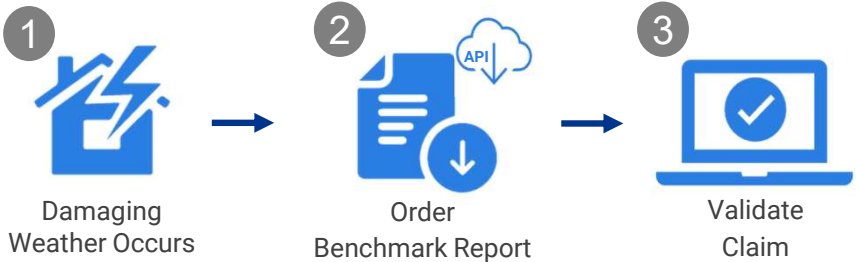 1
Damaging
Weather Occurs
2
API
Order
Benchmark Report
3
Validate
Claim